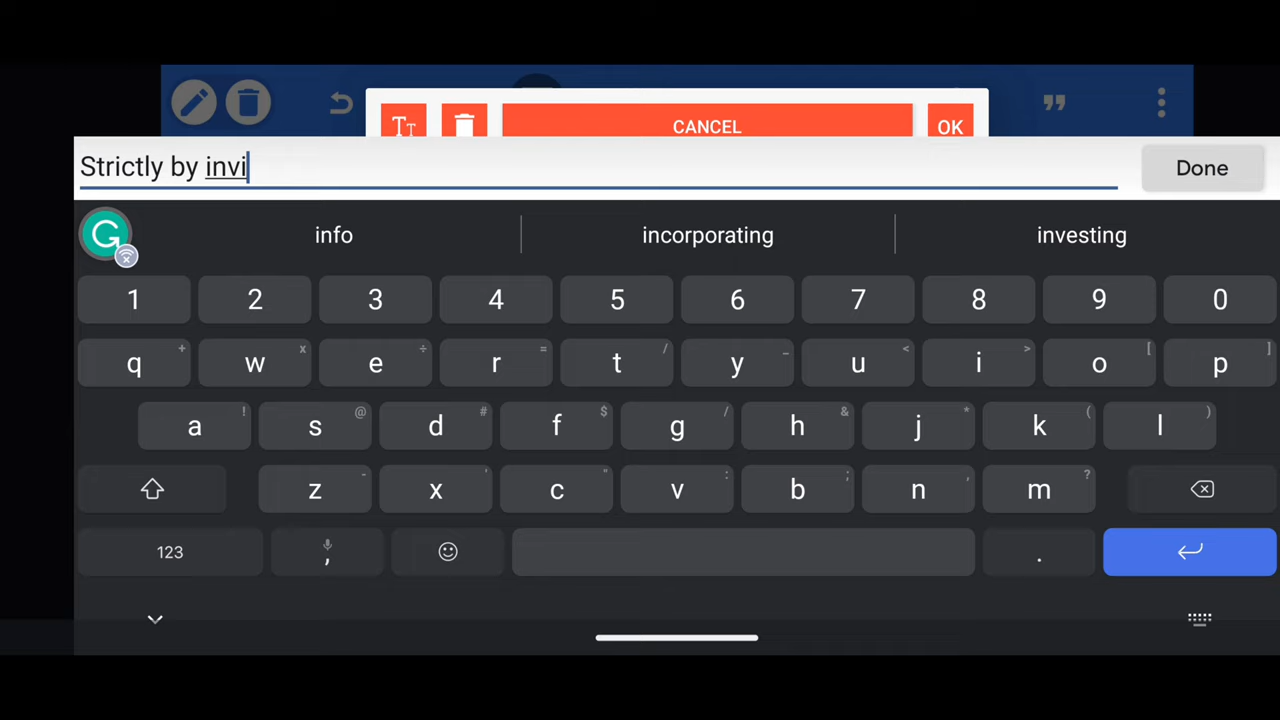 Tт
CANCEL
OK
Strictly by invi
Done
info incorporating investing
1 2 3 4 5 6 7 8 9 0
q + w x e ÷ r = t / y _ u < i > o [ p ]
a ! s @ d # f $ g / h & j * k ( l )
z - x ' c " v : b ; n , m ?
123 , .